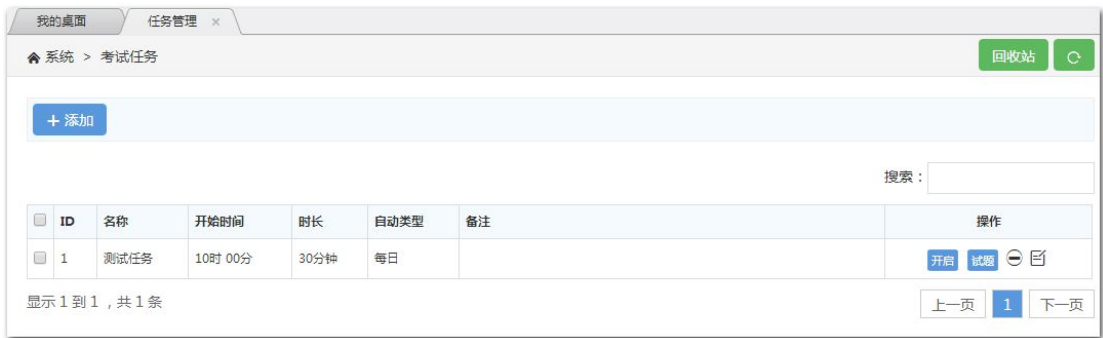 我的桌面 任务管理 ×
系统 > 考试任务 回收站
+ 添加
搜索：
ID 名称 开始时间 时长 自动类型 备注 操作
1 测试任务 10时 00分 30分钟 每日 开启 试题
显示 1 到 1 ，共 1 条 上一页 1 下一页